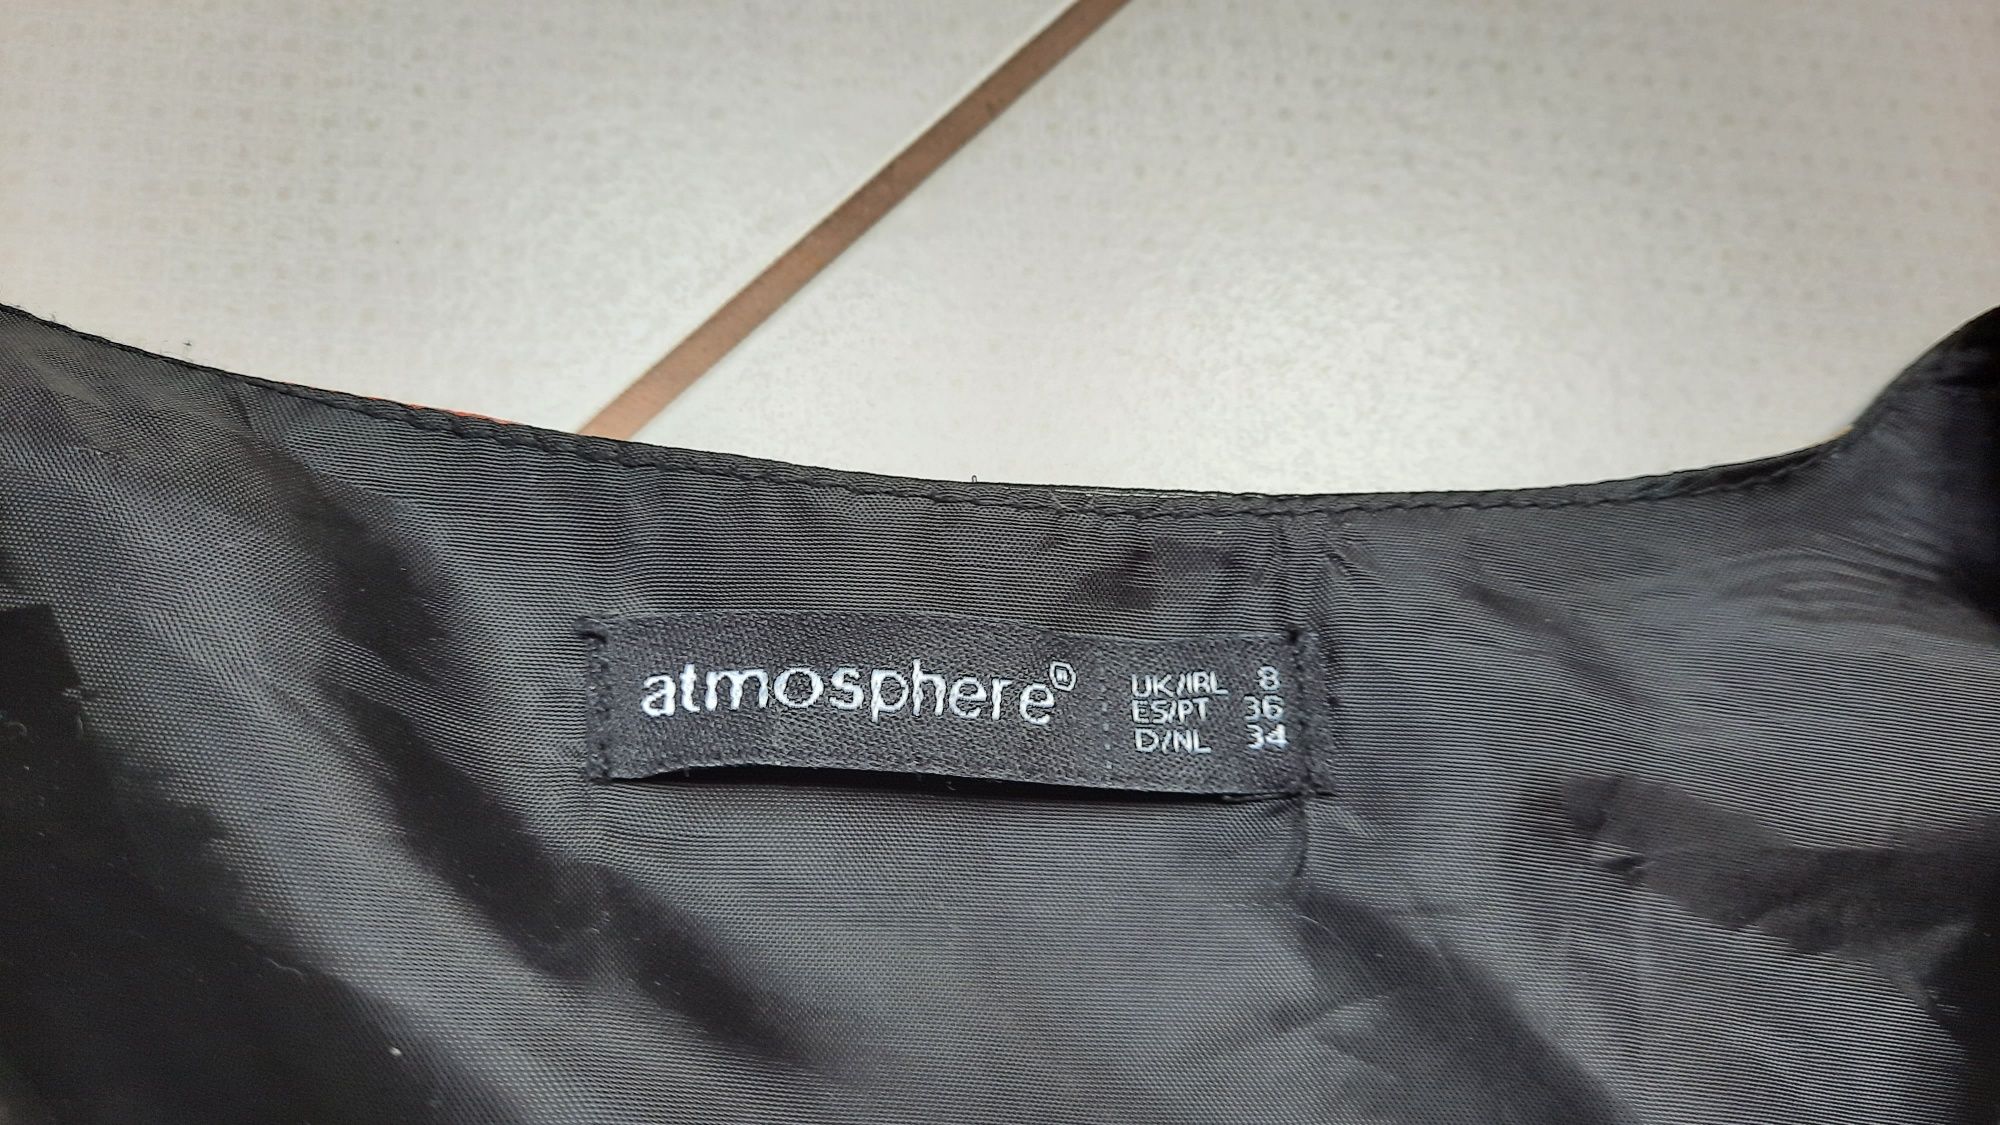 atmosphere®
UK/IRL 8
ES/PT 36
D/NL 34